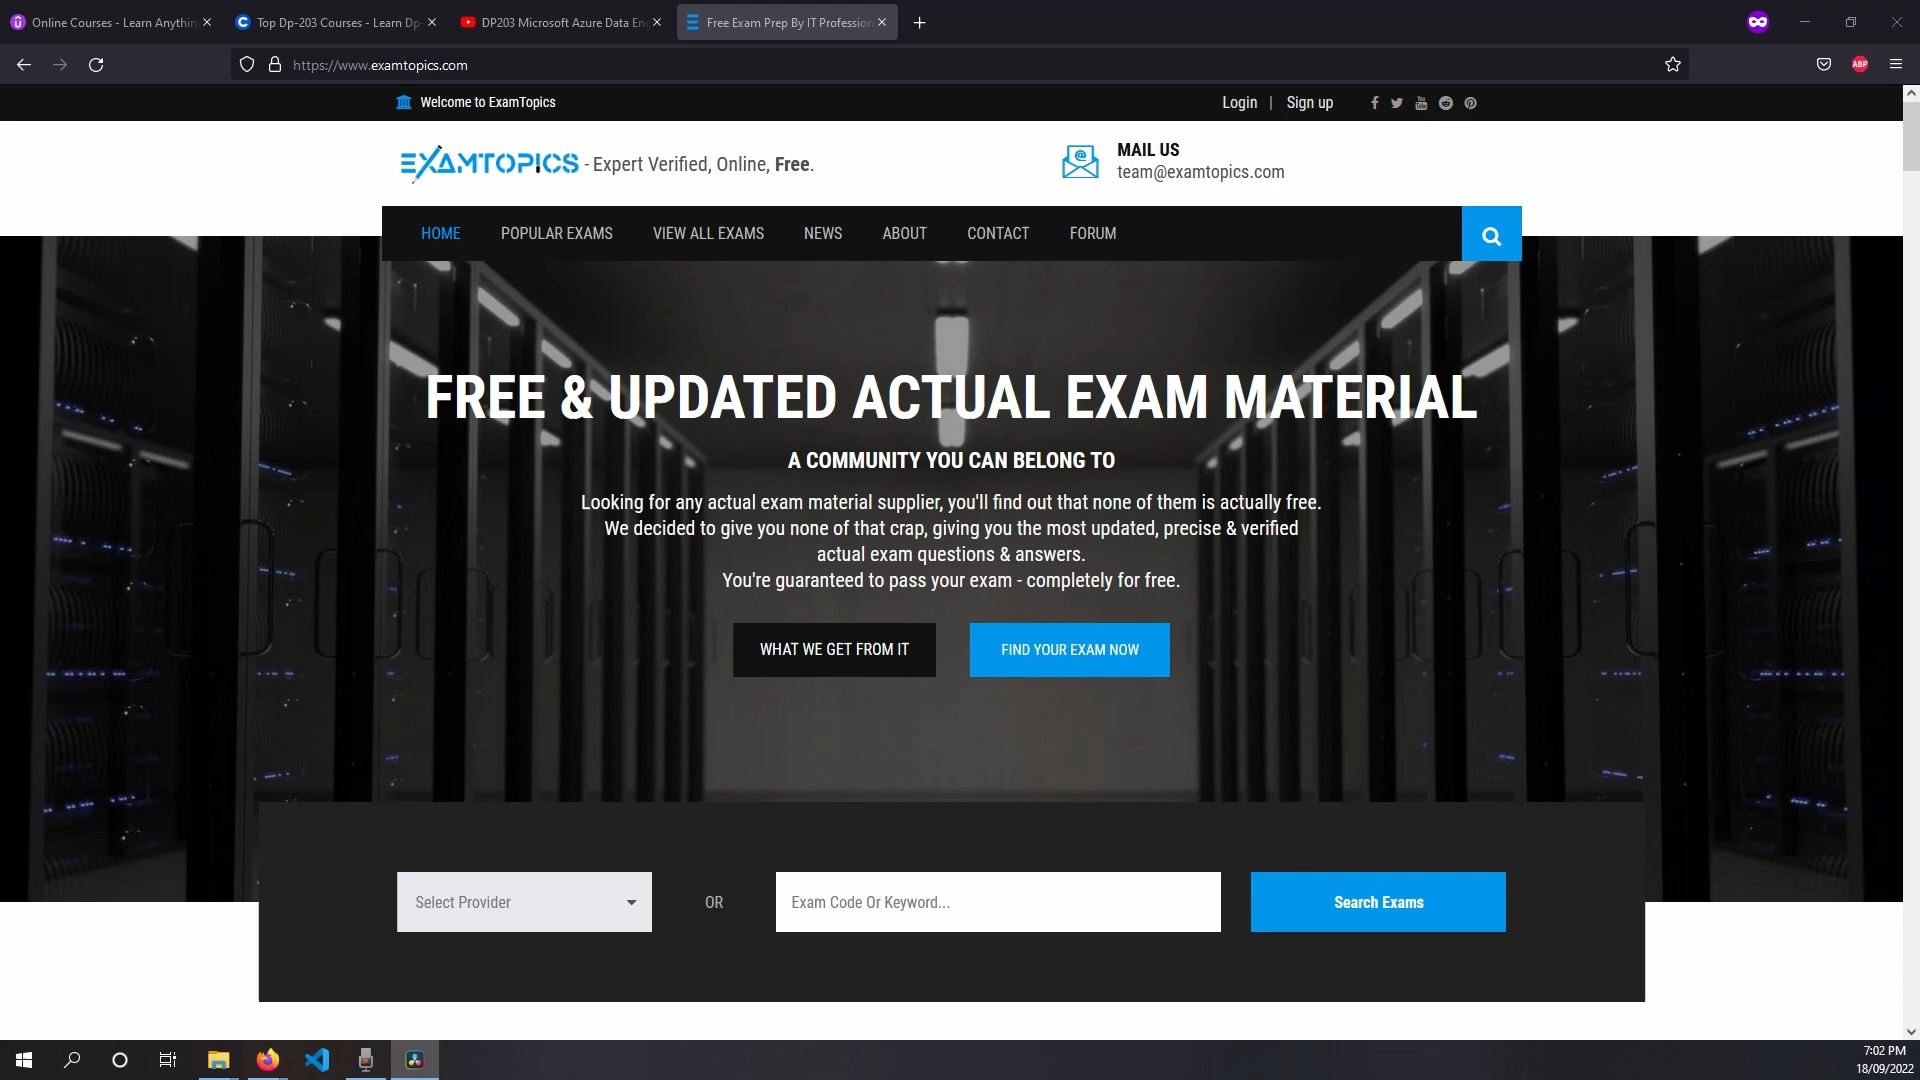 Online Courses - Learn Anythin
Top Dp-203 Courses - Learn Dp-
DP203 Microsoft Azure Data Eng
Free Exam Prep By IT Profession
https://www.examtopics.com
ABP
Welcome to ExamTopics
Login | Sign up
EXAMTOPICS - Expert Verified, Online, Free.
MAIL US
team@examtopics.com
HOME
POPULAR EXAMS
VIEW ALL EXAMS
NEWS
ABOUT
CONTACT
FORUM
FREE & UPDATED ACTUAL EXAM MATERIAL
A COMMUNITY YOU CAN BELONG TO
Looking for any actual exam material supplier, you'll find out that none of them is actually free.
We decided to give you none of that crap, giving you the most updated, precise & verified
actual exam questions & answers.
You're guaranteed to pass your exam - completely for free.
WHAT WE GET FROM IT
FIND YOUR EXAM NOW
Select Provider
OR
Exam Code Or Keyword...
Search Exams
7:02 PM
18/09/2022